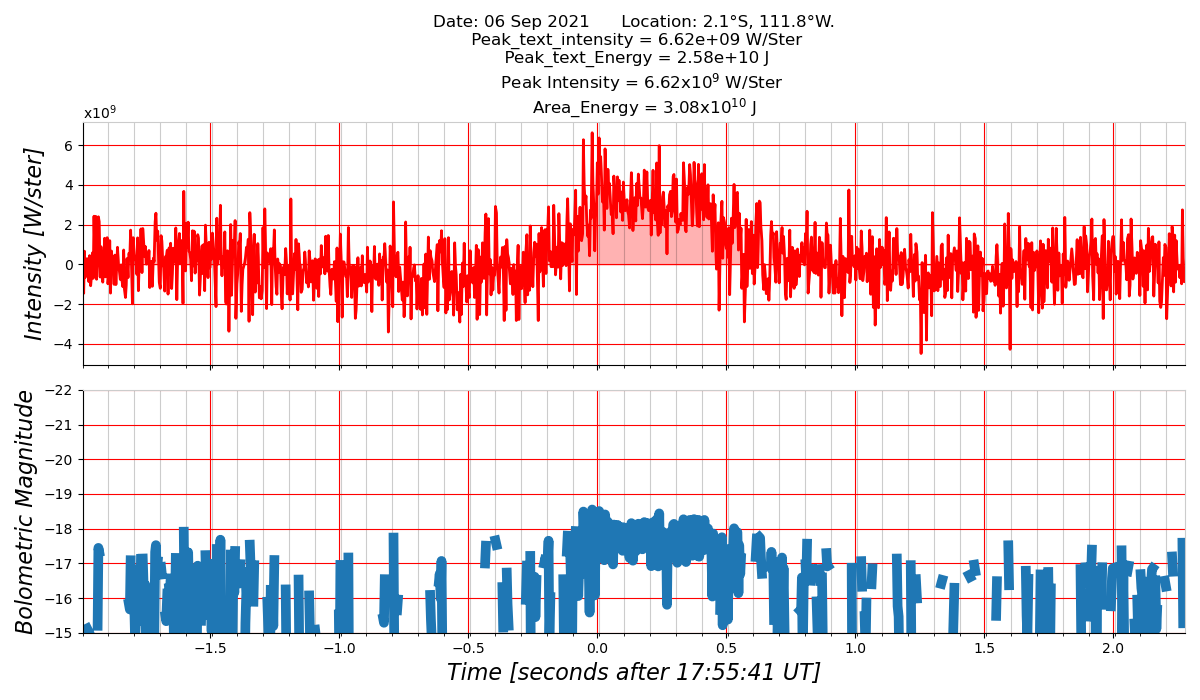 Date: 06 Sep 2021      Location: 2.1°S, 111.8°W.
Peak_text_intensity = 6.62e+09 W/Ster
Peak_text_Energy = 2.58e+10 J
Peak Intensity = 6.62x10⁹ W/Ster
Area_Energy = 3.08x10¹⁰ J
x10⁹
Intensity [W/ster]
6
4
2
0
−2
−4
Bolometric Magnitude
−22
−21
−20
−19
−18
−17
−16
−15
−1.5 −1.0 −0.5 0.0 0.5 1.0 1.5 2.0
Time [seconds after 17:55:41 UT]